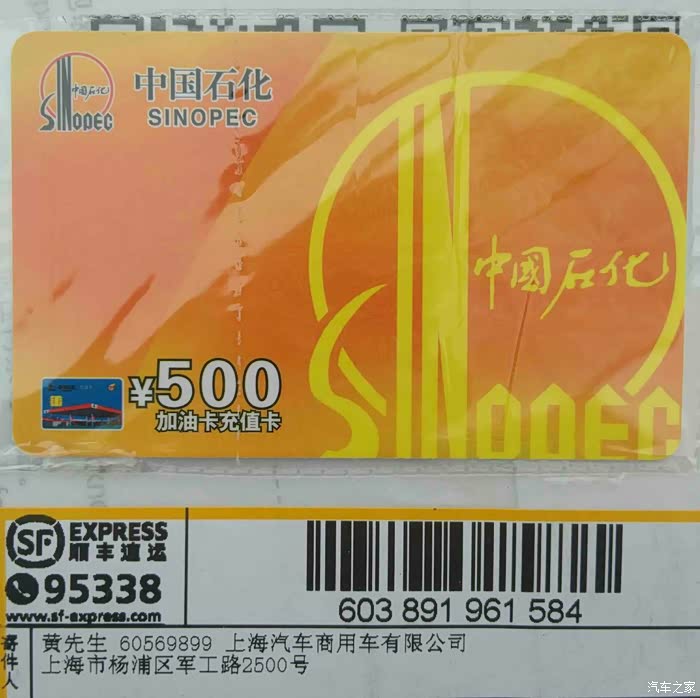 中国石化
SINOPEC
中国石化
SINOPEC
中國石化
SINOPEC
¥500
加油卡充值卡
SF EXPRESS
顺丰速运
95338
www.sf-express.com
603 891 961 584
寄件人
黄先生 60569899 上海汽车商用车有限公司
上海市杨浦区军工路2500号
汽车之家